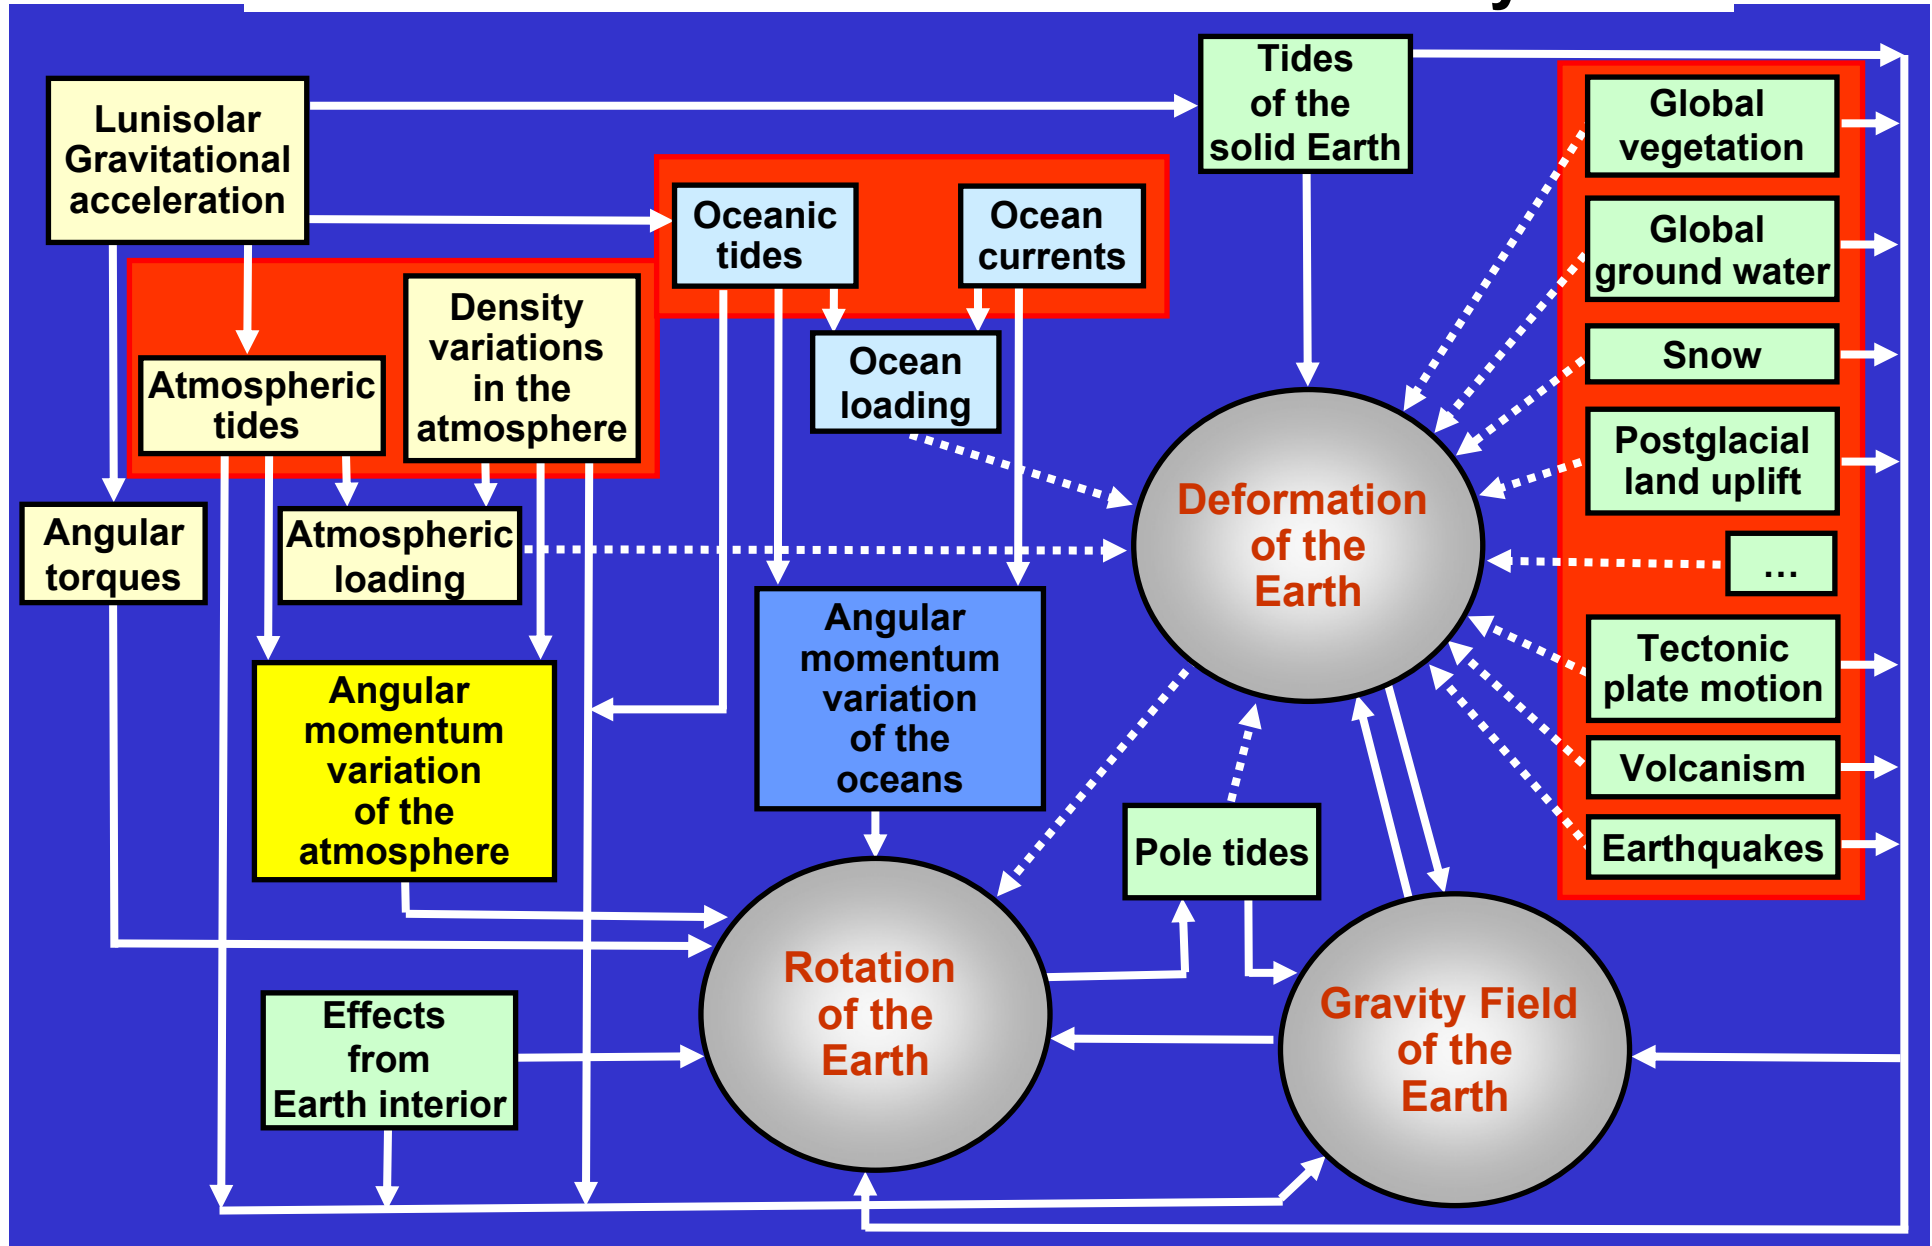 Tides
of the
solid Earth
Global
vegetation
Lunisolar
Gravitational
acceleration
Oceanic
tides
Ocean
currents
Global
ground water
Density
variations
in the
atmosphere
Snow
Ocean
loading
Atmospheric
tides
Postglacial
land uplift
Deformation
of the
Earth
Angular
torques
Atmospheric
loading
...
Angular
momentum
variation
of the
oceans
Tectonic
plate motion
Angular
momentum
variation
of the
atmosphere
Volcanism
Pole tides
Earthquakes
Rotation
of the
Earth
Gravity Field
of the
Earth
Effects
from
Earth interior